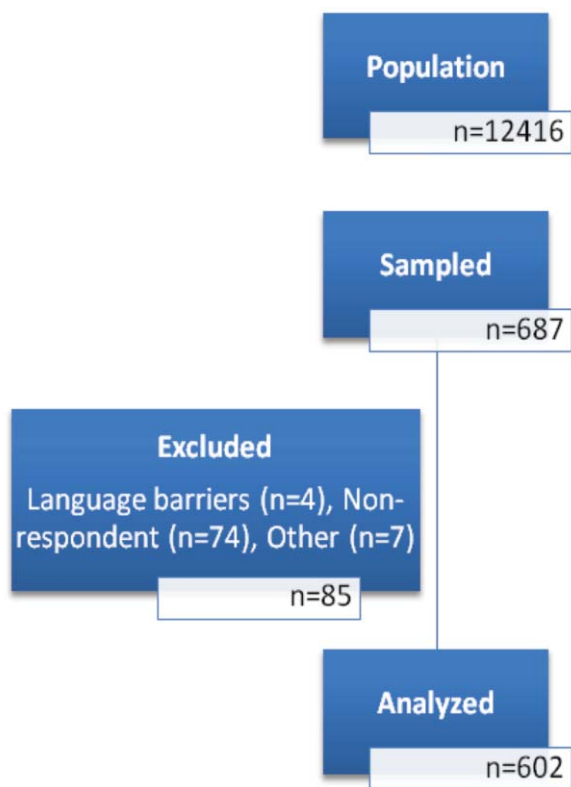 Population
n=12416
Sampled
n=687
Excluded
Language barriers (n=4), Non-
respondent (n=74), Other (n=7)
n=85
Analyzed
n=602